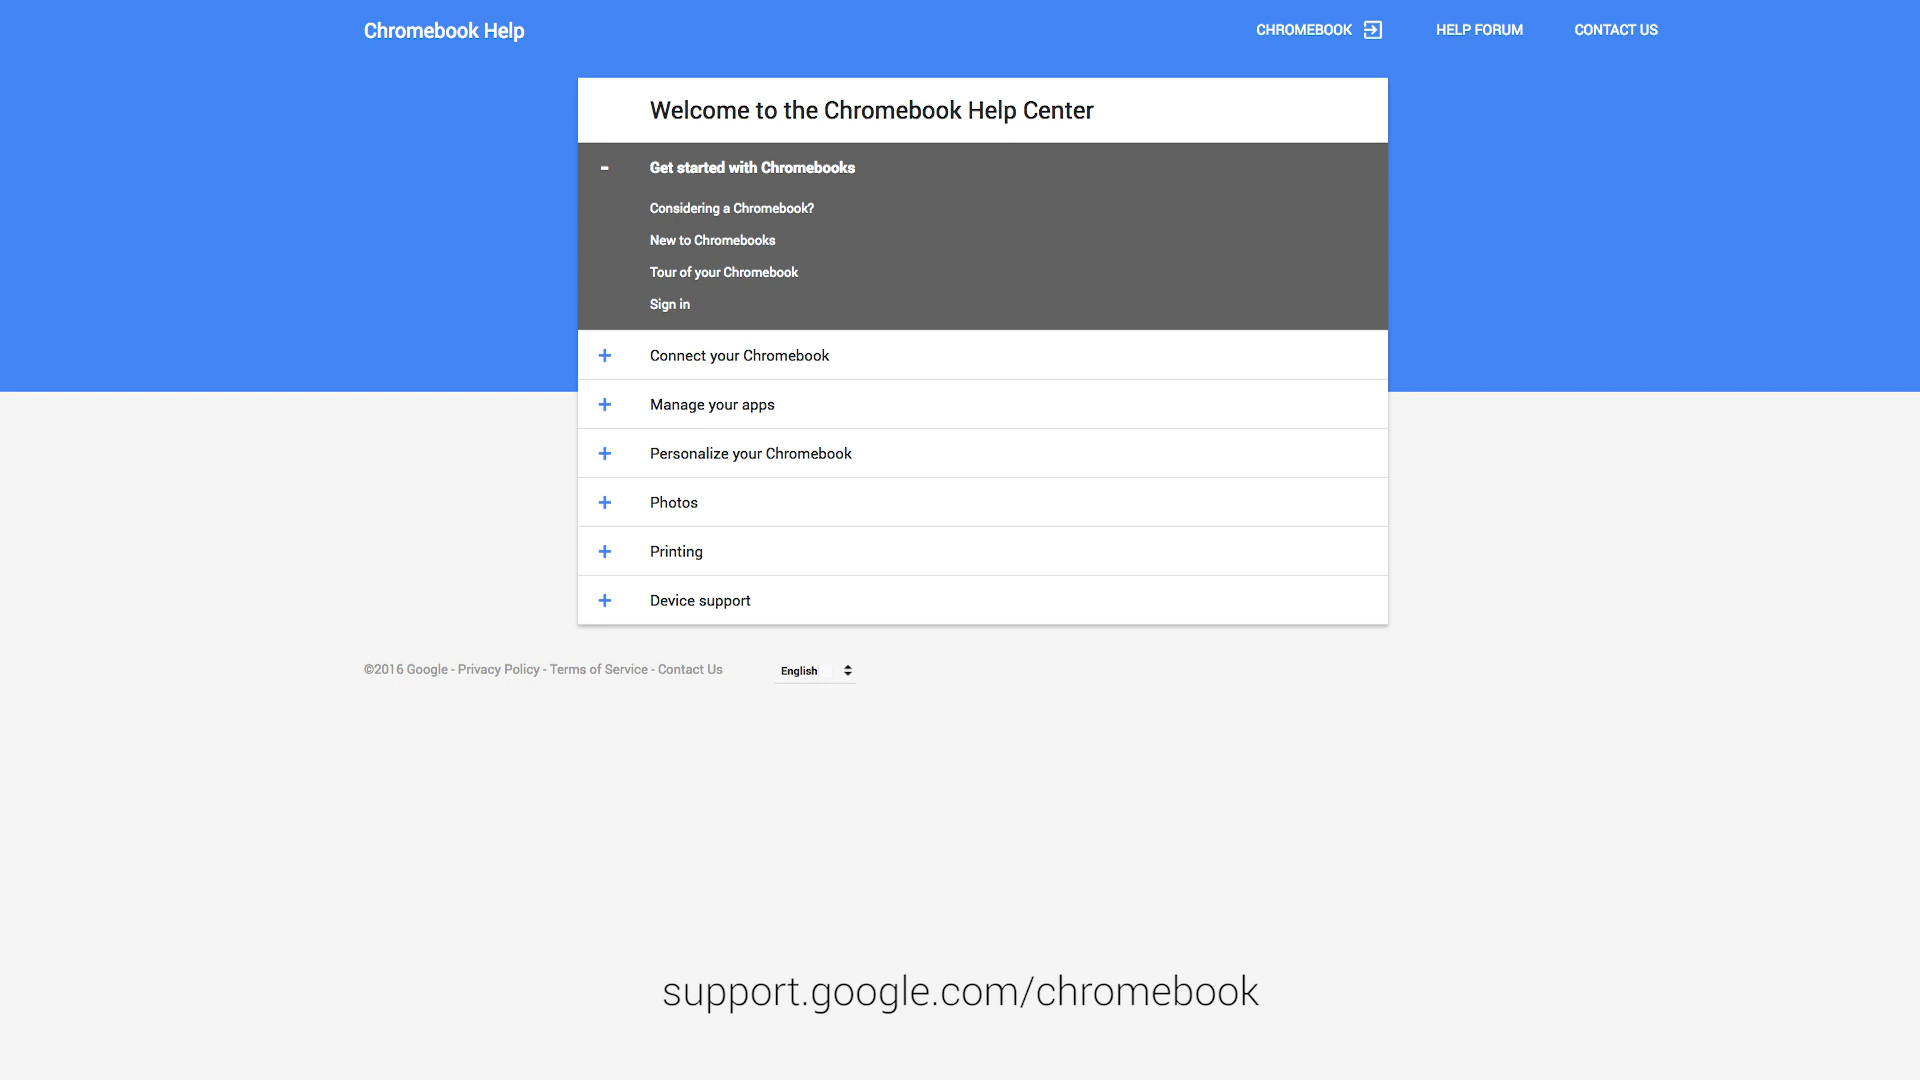 Chromebook Help
CHROMEBOOK
HELP FORUM
CONTACT US
Welcome to the Chromebook Help Center
- Get started with Chromebooks
Considering a Chromebook?
New to Chromebooks
Tour of your Chromebook
Sign in
+ Connect your Chromebook
+ Manage your apps
+ Personalize your Chromebook
+ Photos
+ Printing
+ Device support
©2016 Google - Privacy Policy - Terms of Service - Contact Us
English
support.google.com/chromebook